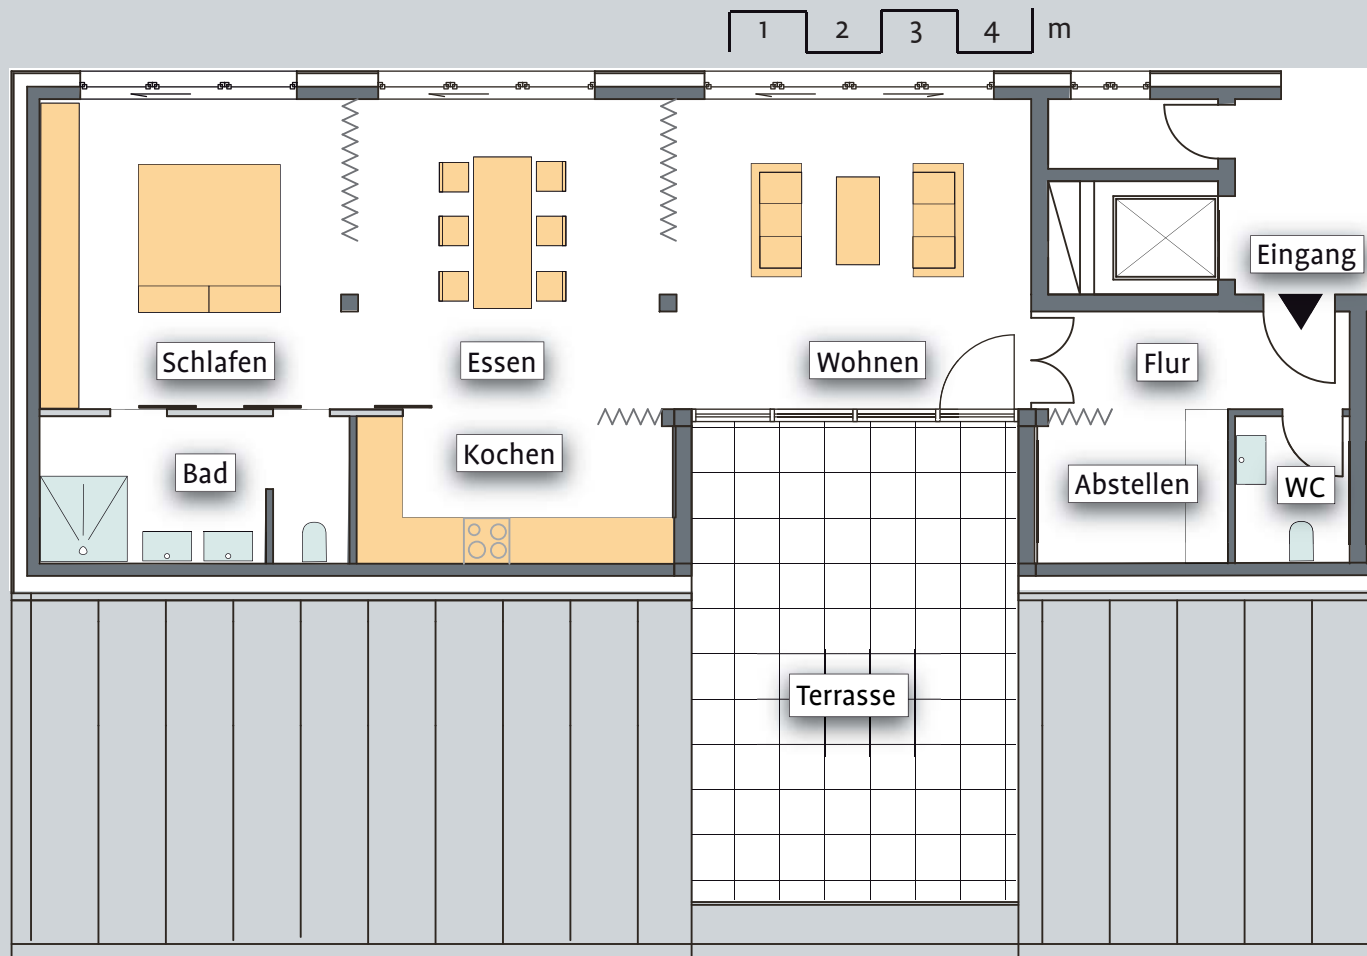 1 2 3 4 m
Eingang
Schlafen
Essen
Wohnen
Flur
Kochen
Bad
Abstellen
WC
Terrasse